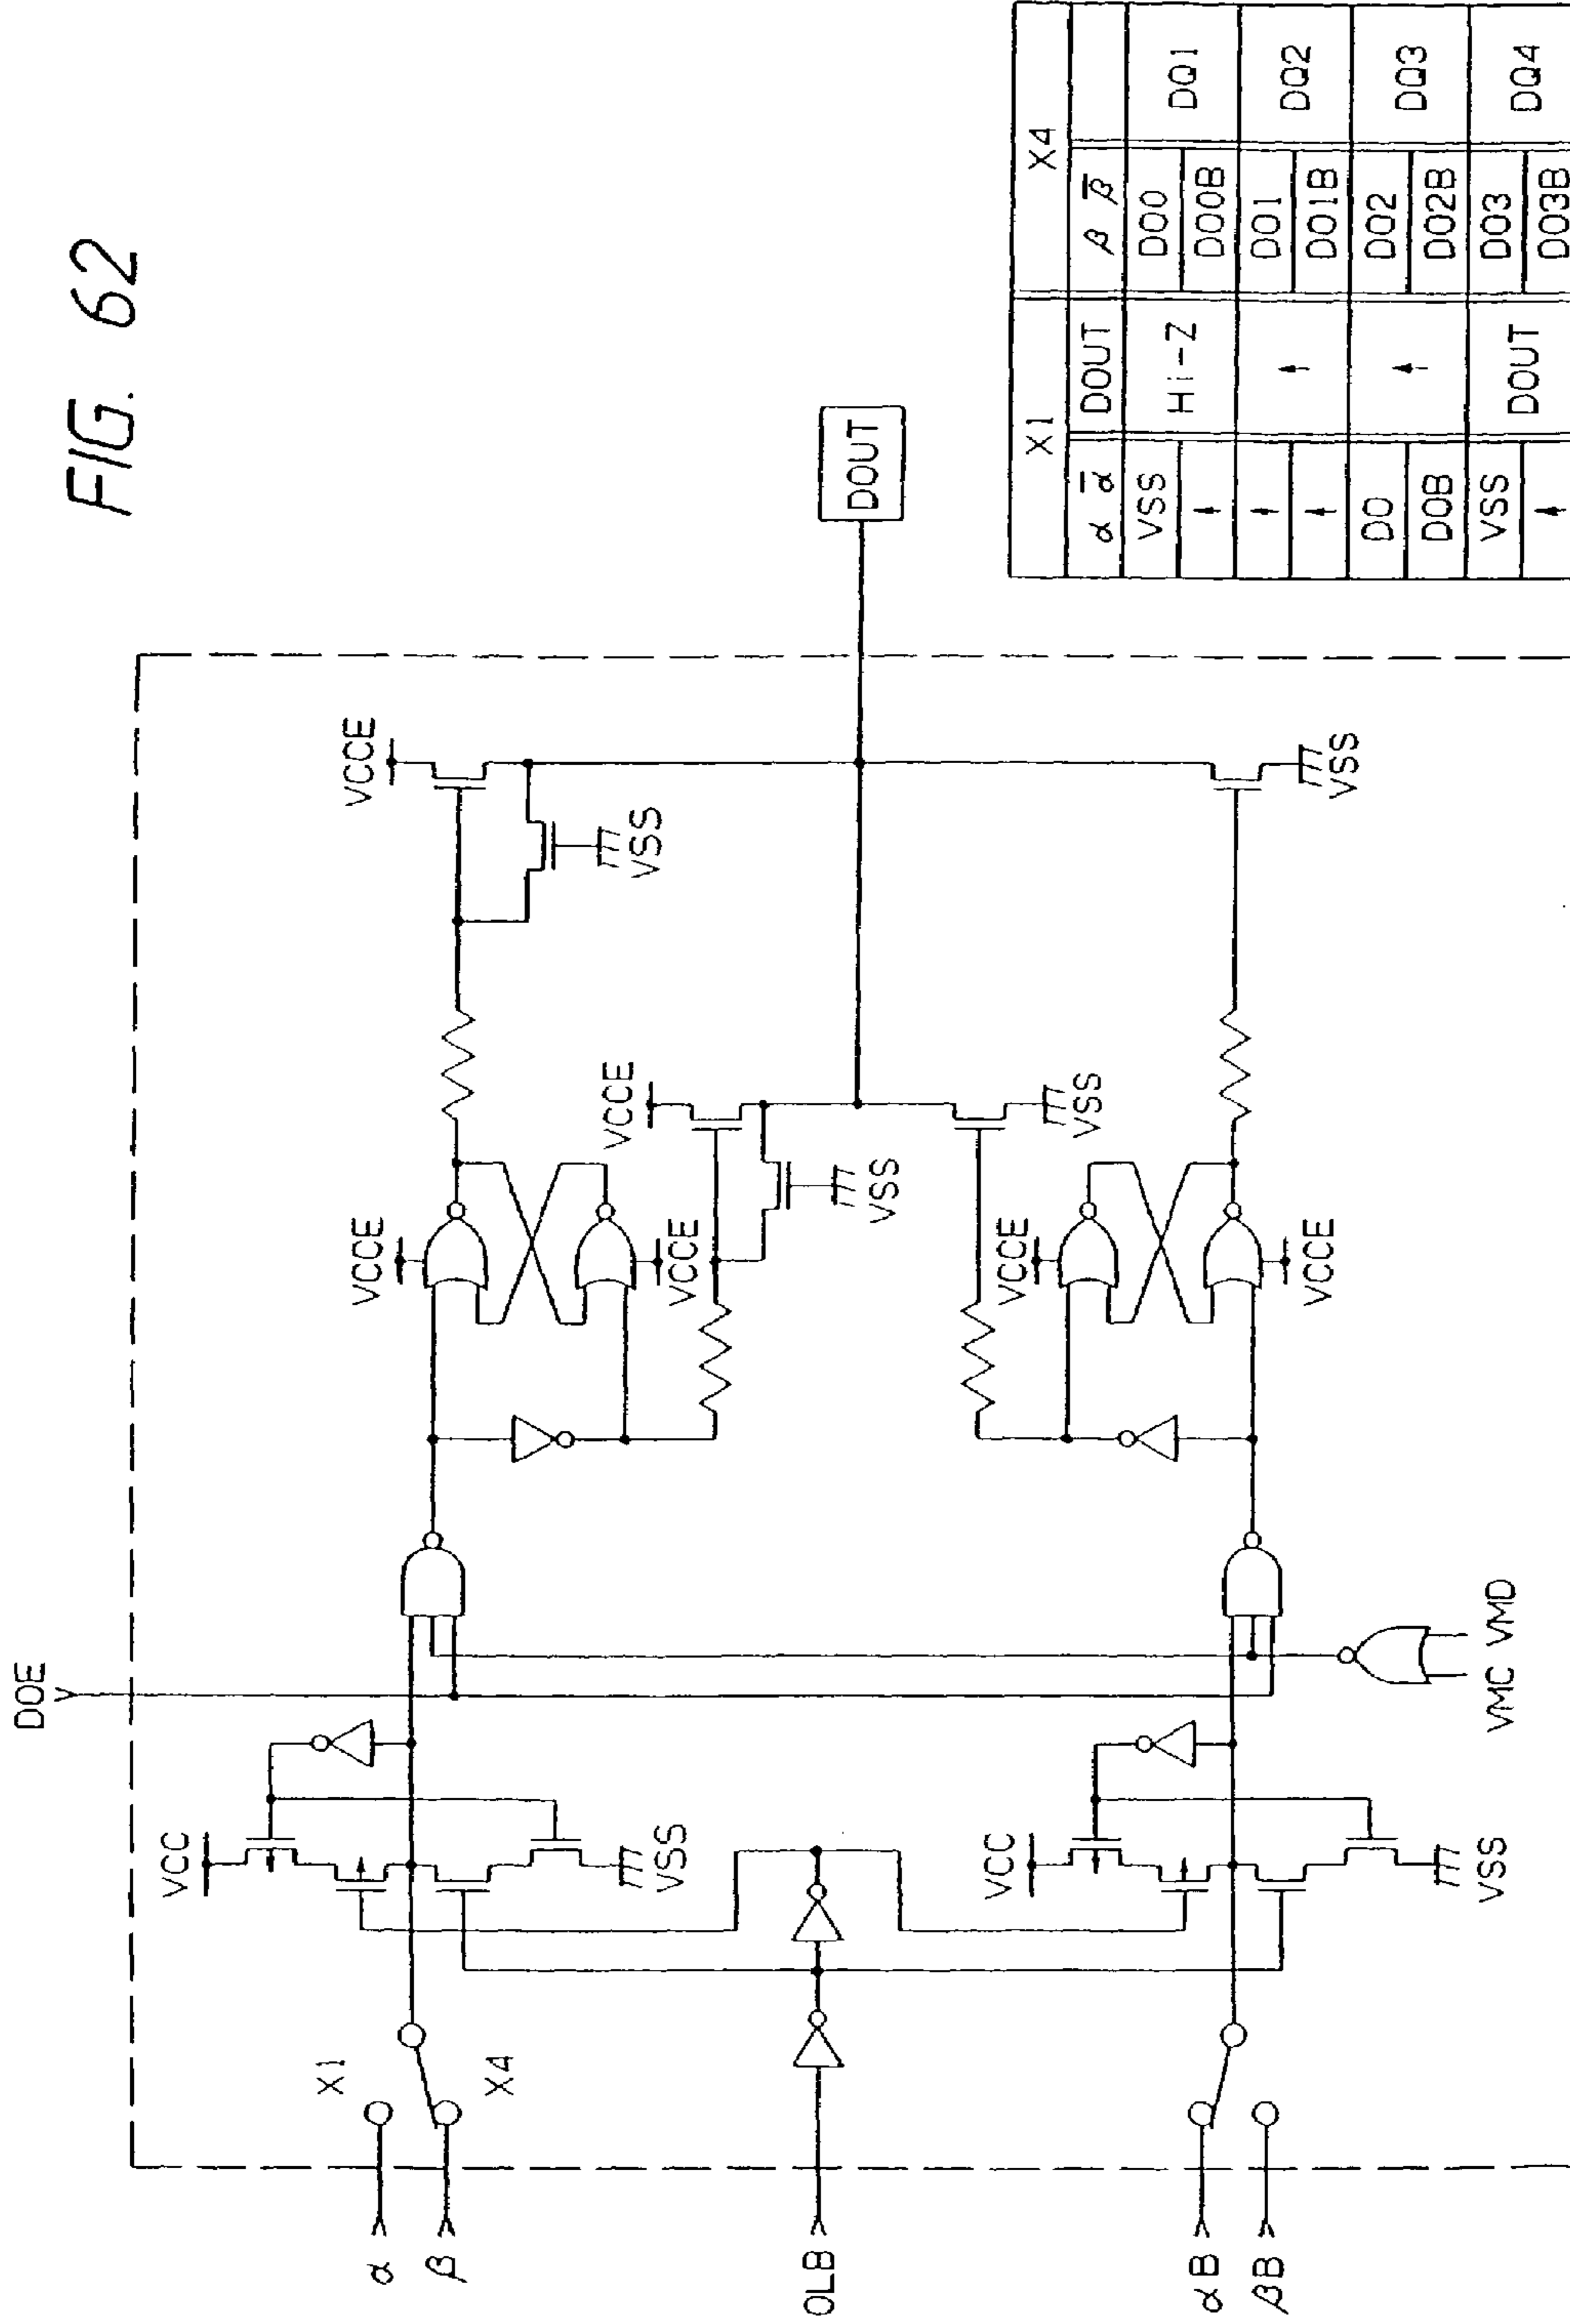 FIG. 62
DOE
VCC
VSS
X1
X4
α
β
OLB
αB
βB
VCC
VSS
VMC VMD
VCCE
VCCE
VCCE
VSS
VCCE
VSS
VCCE
VCCE
VSS
VCCE
VSS
DOUT
X1 X4
α α̅ DOUT β β̅
VSS Hi-Z DO0 DQ1
↑ DO0B
↑ ↑ DO1 DQ2
↑ DO1B
DO ↑ DO2 DQ3
DOB DO2B
VSS DOUT DO3 DQ4
↑ DO3B